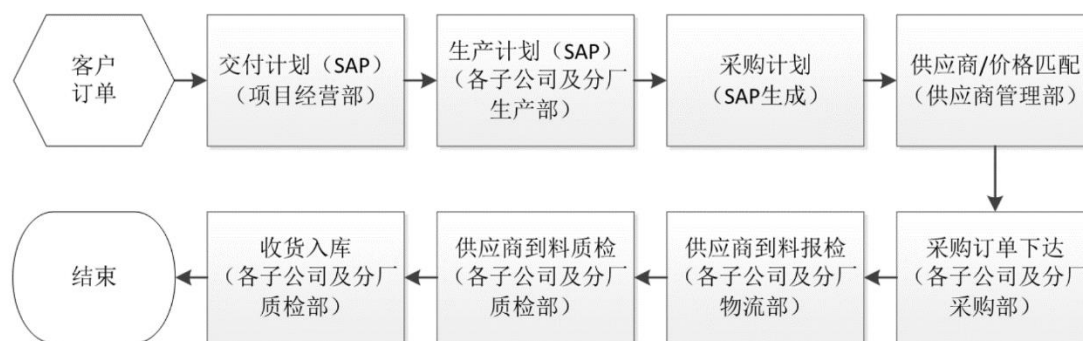 客户
订单
交付计划（SAP）
（项目经营部）
生产计划（SAP）
（各子公司及分厂
生产部）
采购计划
（SAP生成）
供应商/价格匹配
（供应商管理部）
采购订单下达
（各子公司及分厂
采购部）
供应商到料报检
（各子公司及分厂
物流部）
供应商到料质检
（各子公司及分厂
质检部）
收货入库
（各子公司及分厂
质检部）
结束